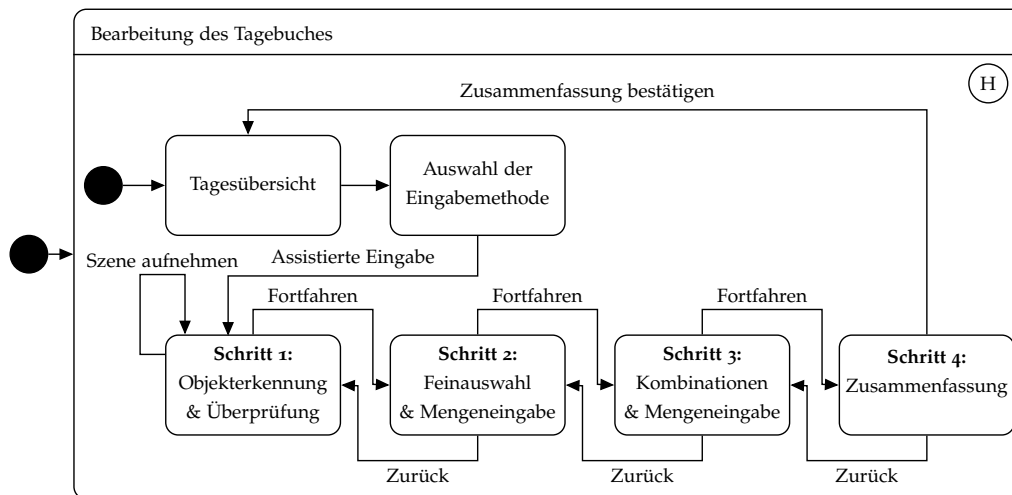 Bearbeitung des Tagebuches
H
Zusammenfassung bestätigen
Tagesübersicht
Auswahl der
Eingabemethode
Szene aufnehmen
Assistierte Eingabe
Fortfahren
Fortfahren
Fortfahren
Schritt 1:
Objekterkennung
& Überprüfung
Schritt 2:
Feinauswahl
& Mengeneingabe
Schritt 3:
Kombinationen
& Mengeneingabe
Schritt 4:
Zusammenfassung
Zurück
Zurück
Zurück